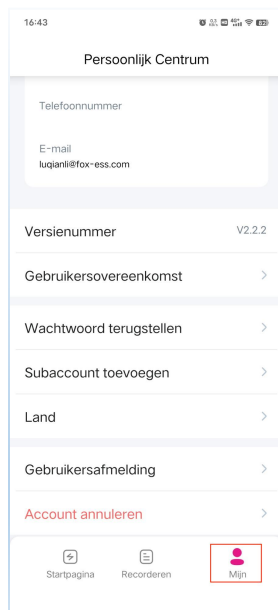 16:43
Persoonlijk Centrum
Telefoonnummer
E-mail
luqianli@fox-ess.com
Versienummer V2.2.2
Gebruikersovereenkomst
Wachtwoord terugstellen
Subaccount toevoegen
Land
Gebruikersafmelding
Account annuleren
Startpagina Recorderen Mijn